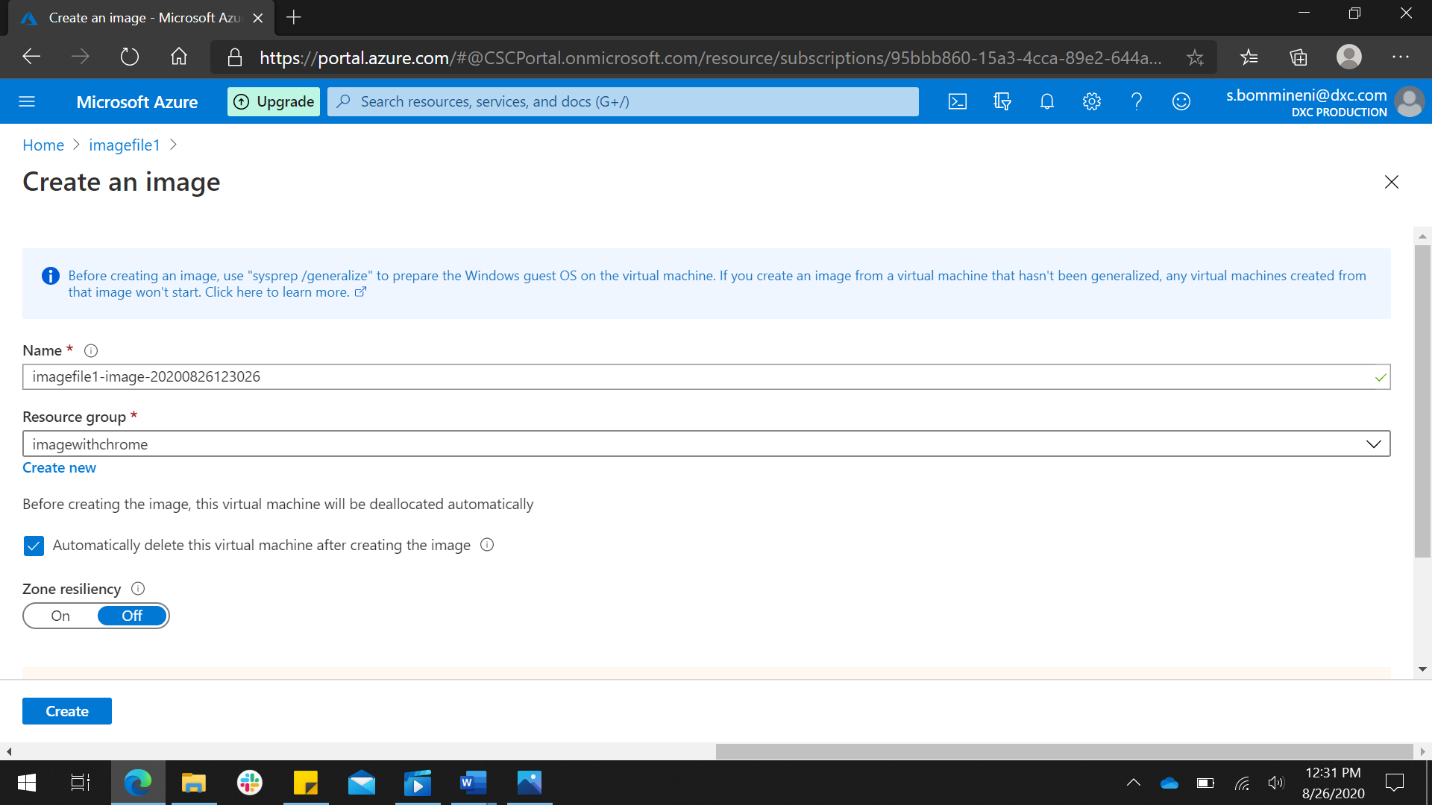 Create an image - Microsoft Azu
https://portal.azure.com/#@CSCPortal.onmicrosoft.com/resource/subscriptions/95bbb860-15a3-4cca-89e2-644a...
Microsoft Azure
Upgrade
Search resources, services, and docs (G+/)
s.bommineni@dxc.com
DXC PRODUCTION
Home > imagefile1 >
Create an image
Before creating an image, use "sysprep /generalize" to prepare the Windows guest OS on the virtual machine. If you create an image from a virtual machine that hasn't been generalized, any virtual machines created from
that image won't start. Click here to learn more.
Name *
imagefile1-image-20200826123026
Resource group *
imagewithchrome
Create new
Before creating the image, this virtual machine will be deallocated automatically
Automatically delete this virtual machine after creating the image
Zone resiliency
On Off
Create
12:31 PM
8/26/2020